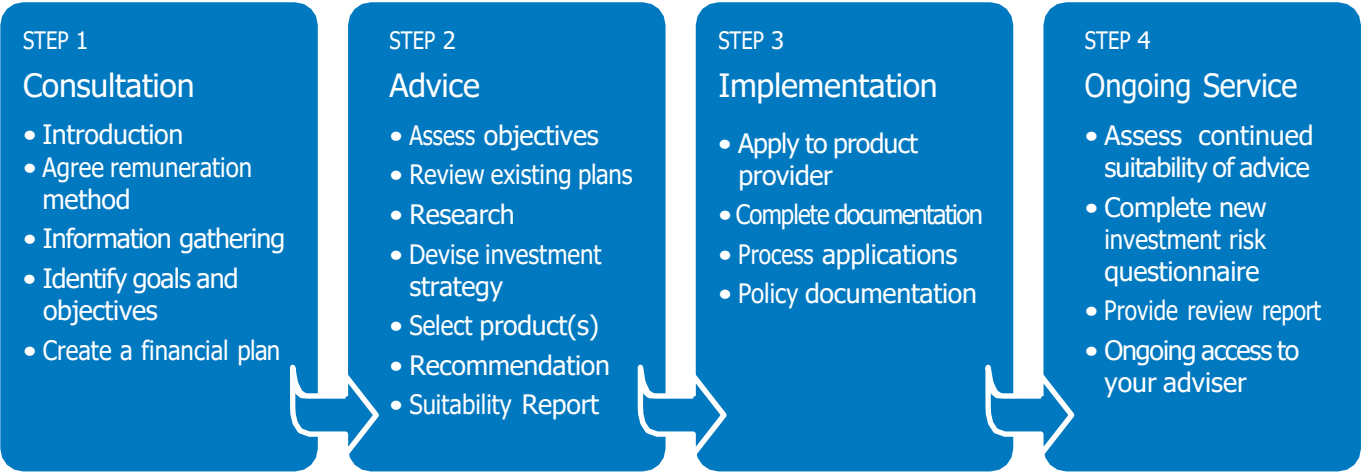 STEP 1
Consultation
• Introduction
• Agree remuneration
method
• Information gathering
• Identify goals and
objectives
• Create a financial plan
STEP 2
Advice
• Assess objectives
• Review existing plans
• Research
• Devise investment
strategy
• Select product(s)
• Recommendation
• Suitability Report
STEP 3
Implementation
• Apply to product
provider
• Complete documentation
• Process applications
• Policy documentation
STEP 4
Ongoing Service
• Assess continued
suitability of advice
• Complete new
investment risk
questionnaire
• Provide review report
• Ongoing access to
your adviser